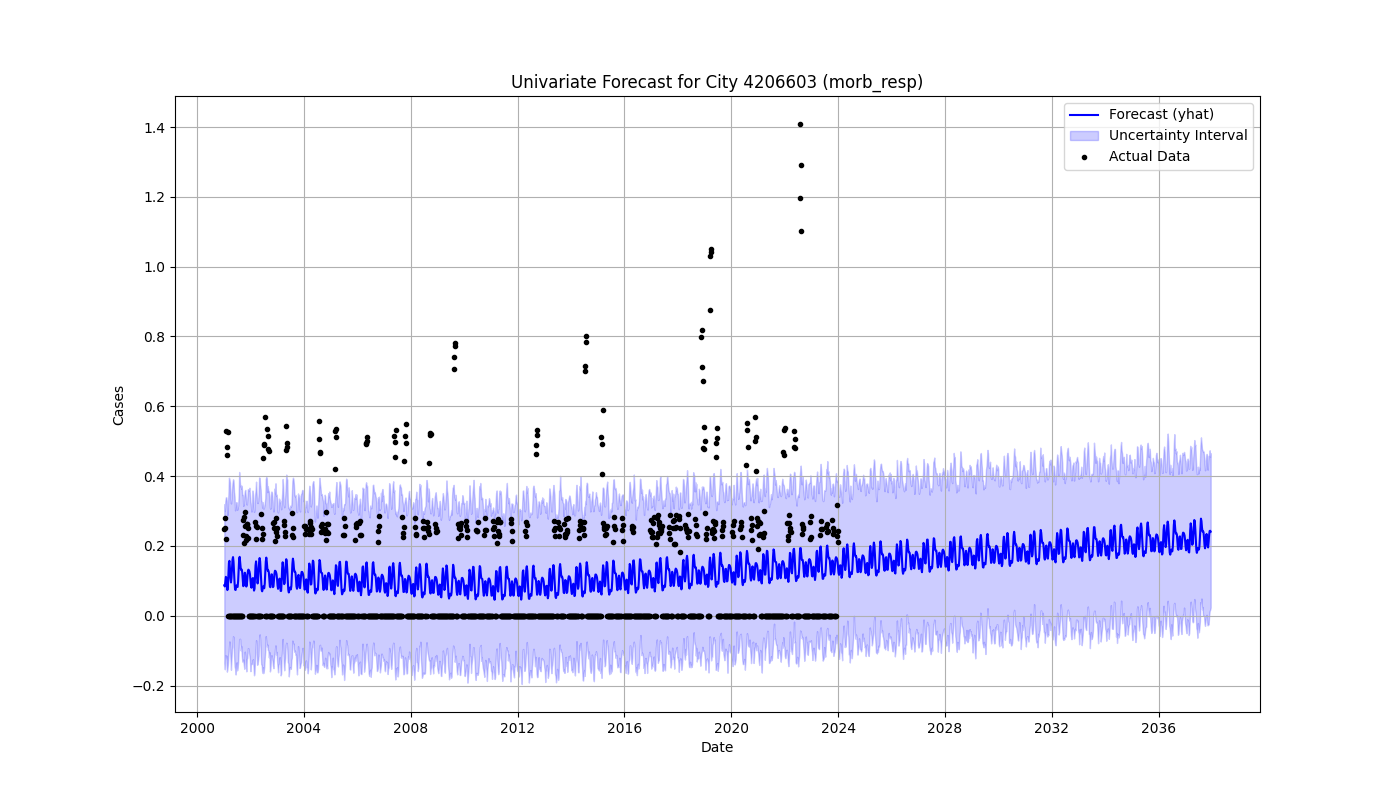 Univariate Forecast for City 4206603 (morb_resp)
Forecast (yhat)
Uncertainty Interval
Actual Data
Cases
1.4
1.2
1.0
0.8
0.6
0.4
0.2
0.0
−0.2
2000 2004 2008 2012 2016 2020 2024 2028 2032 2036
Date